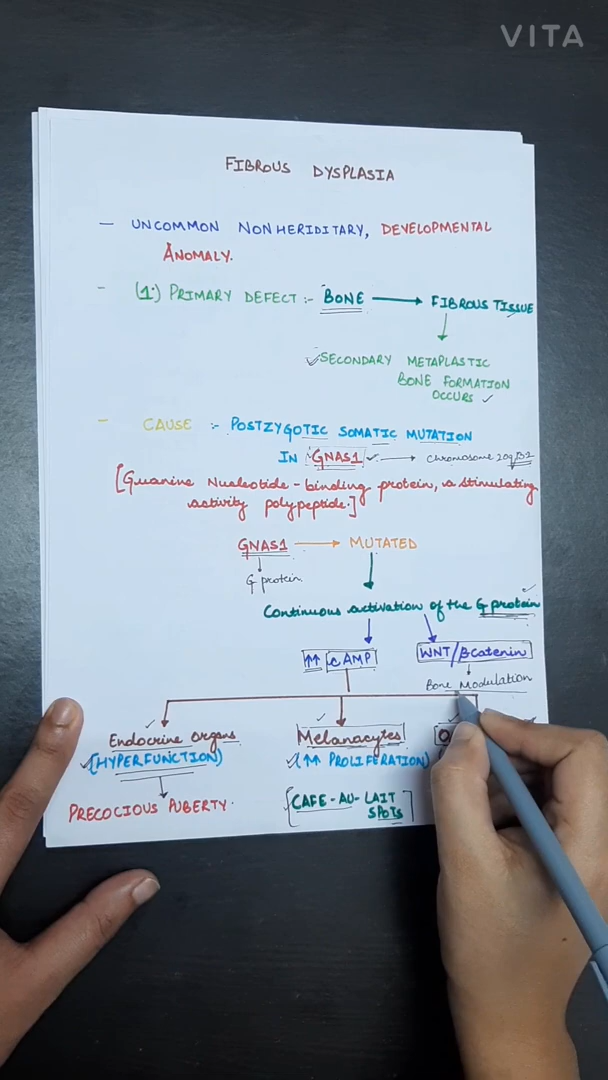 VITA
FIBROUS DYSPLASIA
— UNCOMMON NONHERIDITARY, DEVELOPMENTAL
ANOMALY.
- (1.) PRIMARY DEFECT :- BONE → FIBROUS TISSUE
SECONDARY METAPLASTIC
BONE FORMATION
OCCURS
— CAUSE :- POSTZYGOTIC SOMATIC MUTATION
IN GNAS1 → Chromosome 20q13.2
[Guanine Nucleotide - binding protein, α stimulating
activity polypeptide.]
GNAS1 → MUTATED
G protein
Continuous activation of the G protein
↑↑ cAMP WNT/βcatenin
Bone Modulation
Endocrine organs Melanocytes
(HYPERFUNCTION) (↑↑ PROLIFERATION)
PRECOCIOUS PUBERTY. [CAFE-AU-LAIT
SPOTS]